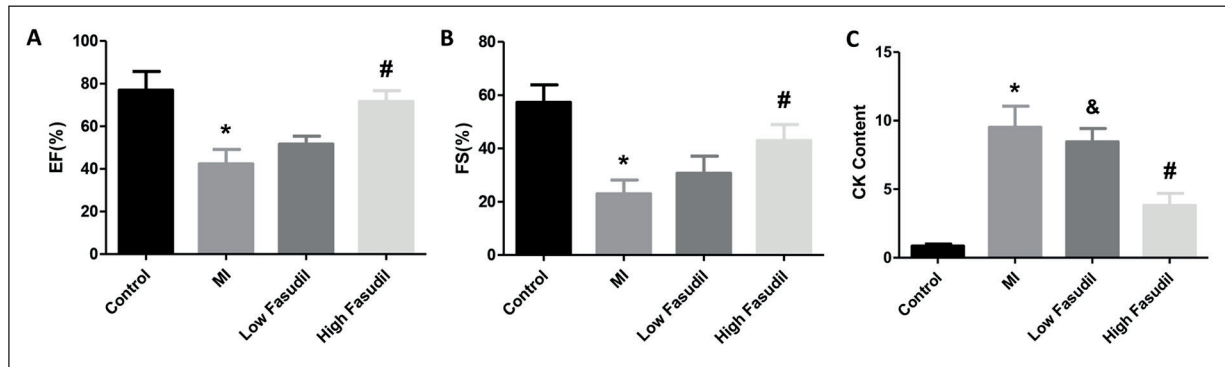 A
EF(%)
100
80
60
40
20
0
*
#
Control
MI
Low Fasudil
High Fasudil
B
FS(%)
80
60
40
20
0
*
#
Control
MI
Low Fasudil
High Fasudil
C
CK Content
15
10
5
0
*
&
#
Control
MI
Low Fasudil
High Fasudil